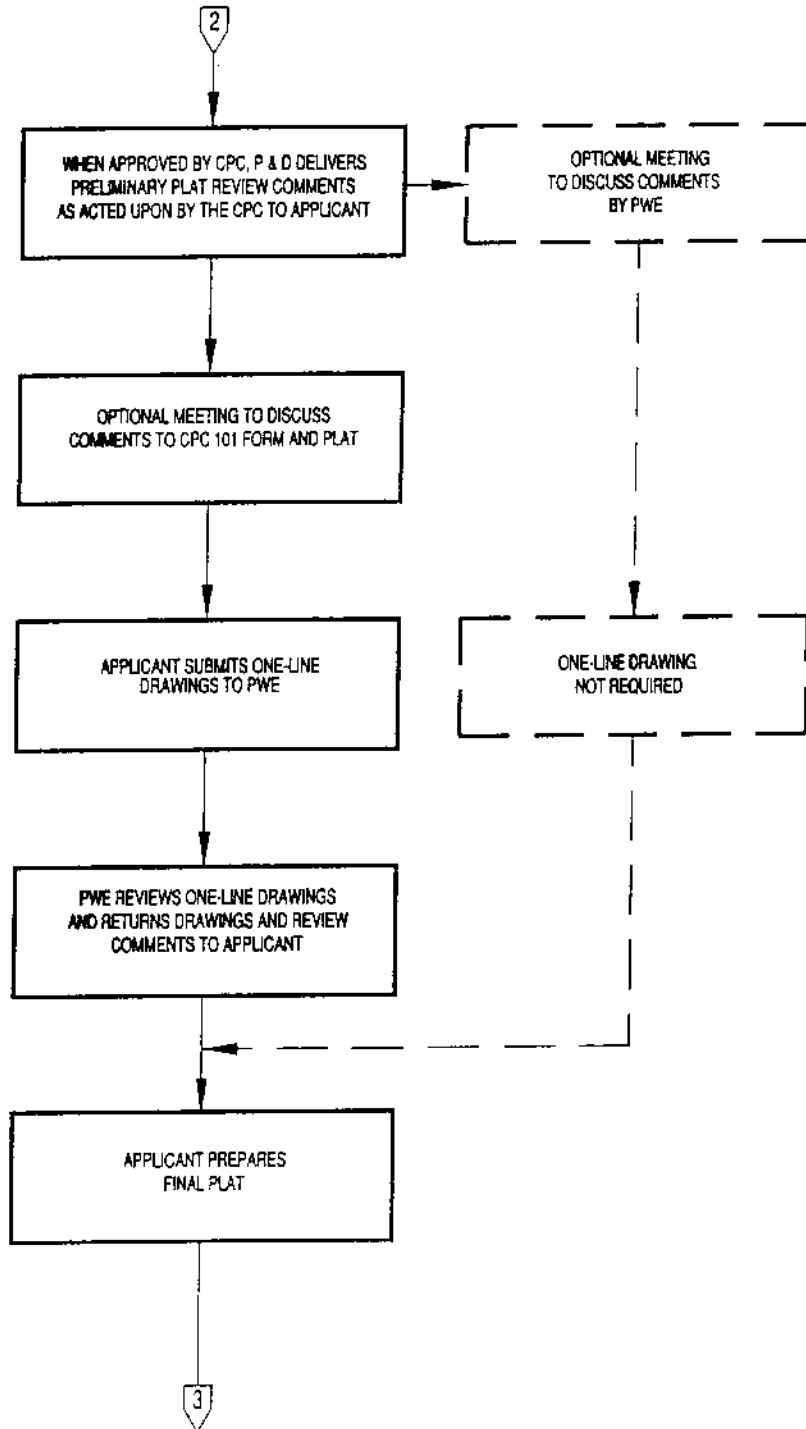 2
WHEN APPROVED BY CPC, P & D DELIVERS
PRELIMINARY PLAT REVIEW COMMENTS
AS ACTED UPON BY THE CPC TO APPLICANT
OPTIONAL MEETING
TO DISCUSS COMMENTS
BY PWE
OPTIONAL MEETING TO DISCUSS
COMMENTS TO CPC 101 FORM AND PLAT
APPLICANT SUBMITS ONE-LINE
DRAWINGS TO PWE
ONE-LINE DRAWING
NOT REQUIRED
PWE REVIEWS ONE-LINE DRAWINGS
AND RETURNS DRAWINGS AND REVIEW
COMMENTS TO APPLICANT
APPLICANT PREPARES
FINAL PLAT
3